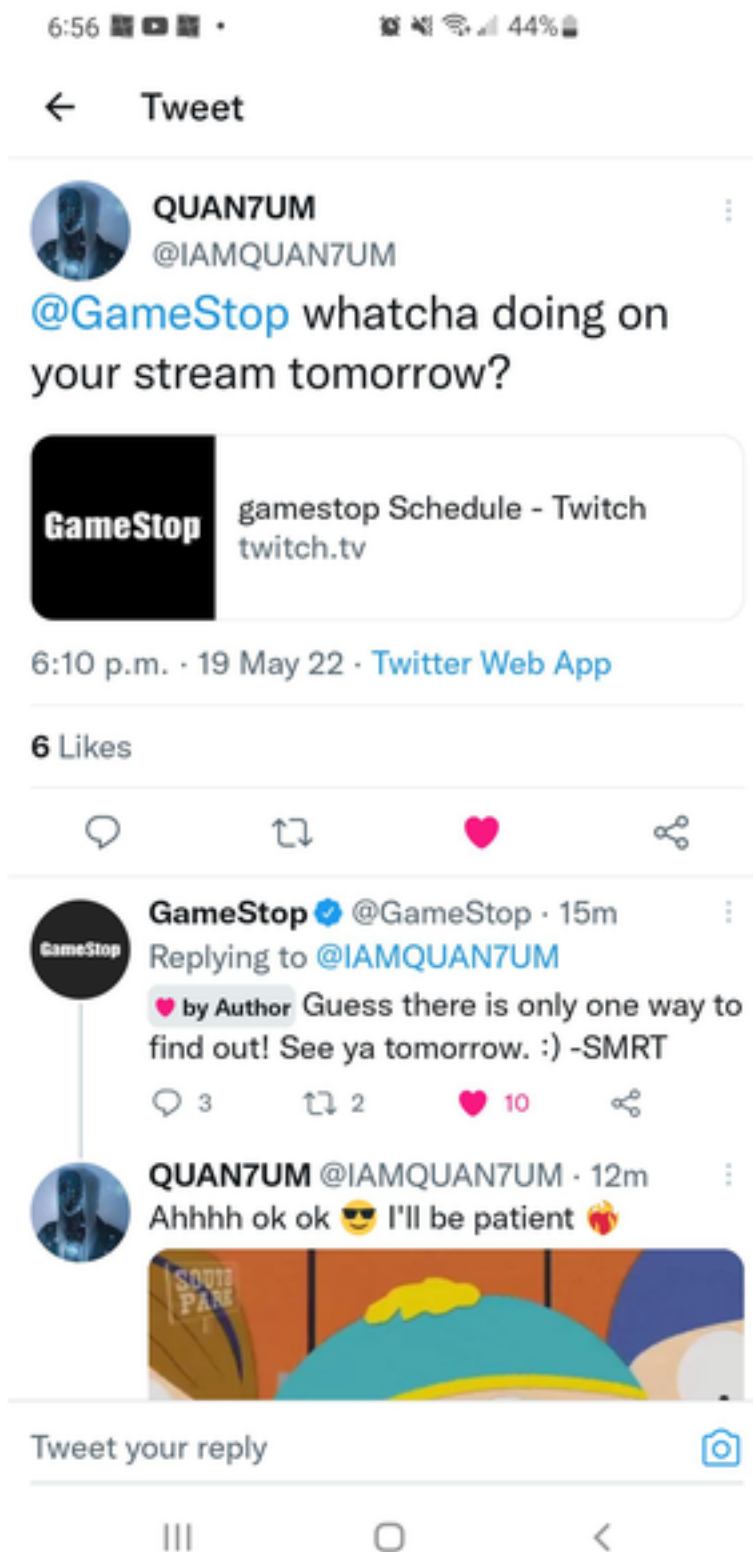 6:56 44%
Tweet
QUAN7UM
@IAMQUAN7UM
@GameStop whatcha doing on
your stream tomorrow?
GameStop
gamestop Schedule - Twitch
twitch.tv
6:10 p.m. · 19 May 22 · Twitter Web App
6 Likes
GameStop @GameStop · 15m
GameStop
Replying to @IAMQUAN7UM
by Author Guess there is only one way to
find out! See ya tomorrow. :) -SMRT
3 2 10
QUAN7UM @IAMQUAN7UM · 12m
Ahhhh ok ok 😎 I'll be patient ❤️‍🔥
SOUTH
PARK
Tweet your reply